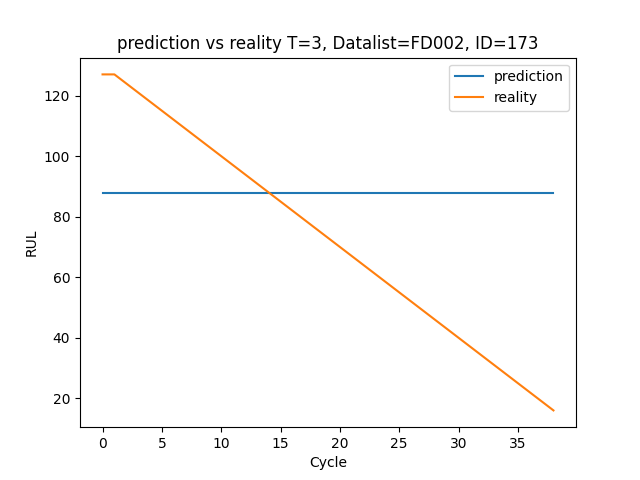 prediction vs reality T=3, Datalist=FD002, ID=173
prediction
reality
120
100
80
60
40
20
RUL
0 5 10 15 20 25 30 35
Cycle